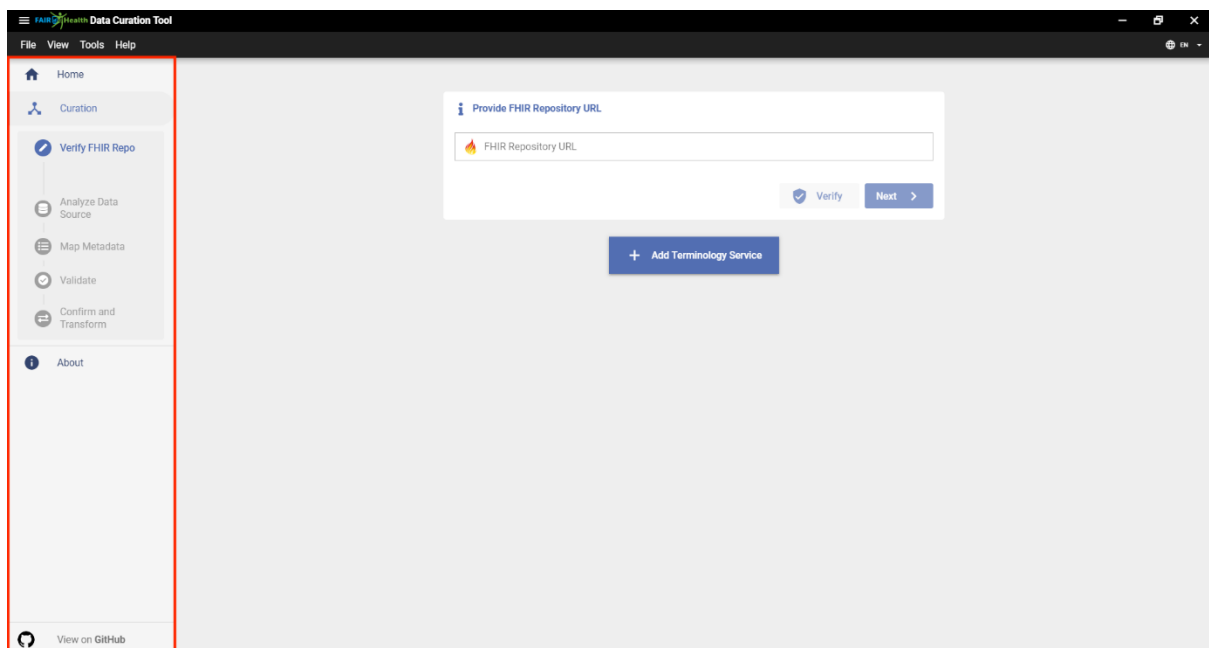 FAIR4Health Data Curation Tool
File View Tools Help
EN
Home
Curation
Verify FHIR Repo
Analyze Data
Source
Map Metadata
Validate
Confirm and
Transform
About
View on GitHub
Provide FHIR Repository URL
FHIR Repository URL
Verify
Next
Add Terminology Service